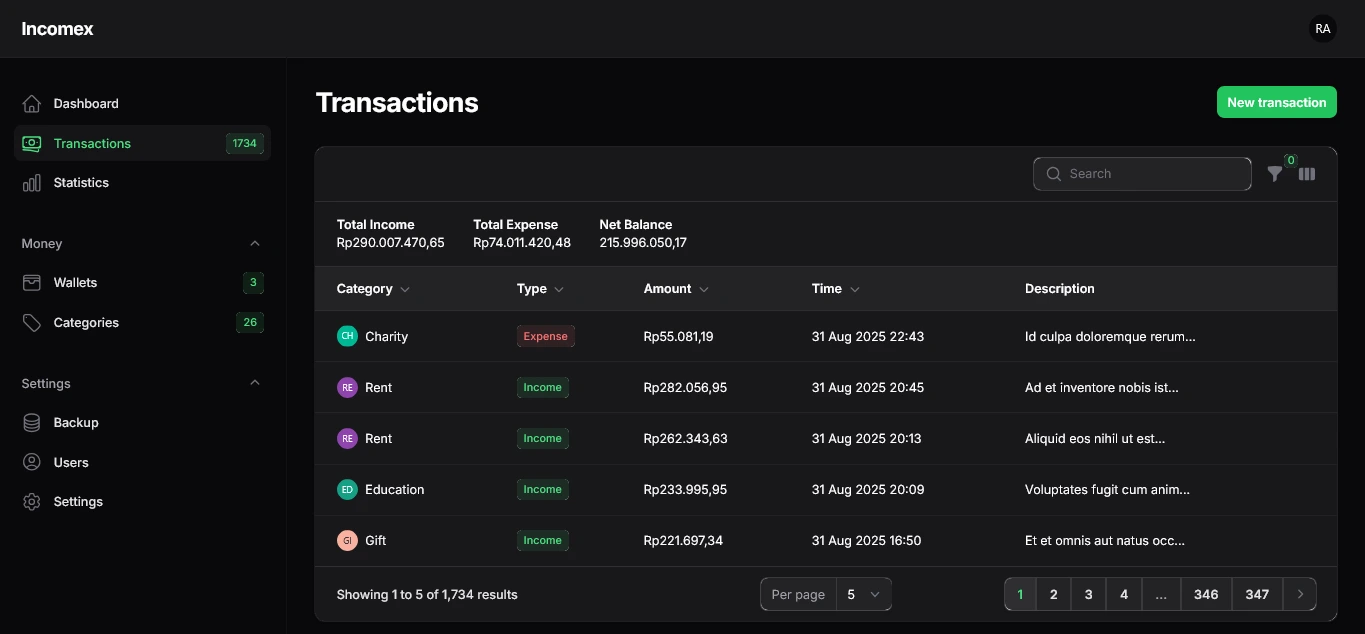 Incomex
RA
Dashboard
Transactions 1734
Statistics
Money
Wallets 3
Categories 26
Settings
Backup
Users
Settings
Transactions
New transaction
Search
0
Total Income Total Expense Net Balance
Rp290.007.470,65 Rp74.011.420,48 215.996.050,17
Category Type Amount Time Description
CH Charity Expense Rp55.081,19 31 Aug 2025 22:43 Id culpa doloremque rerum...
RE Rent Income Rp282.056,95 31 Aug 2025 20:45 Ad et inventore nobis ist...
RE Rent Income Rp262.343,63 31 Aug 2025 20:13 Aliquid eos nihil ut est...
ED Education Income Rp233.995,95 31 Aug 2025 20:09 Voluptates fugit cum anim...
GI Gift Income Rp221.697,34 31 Aug 2025 16:50 Et et omnis aut natus occ...
Showing 1 to 5 of 1,734 results Per page 5 1 2 3 4 ... 346 347